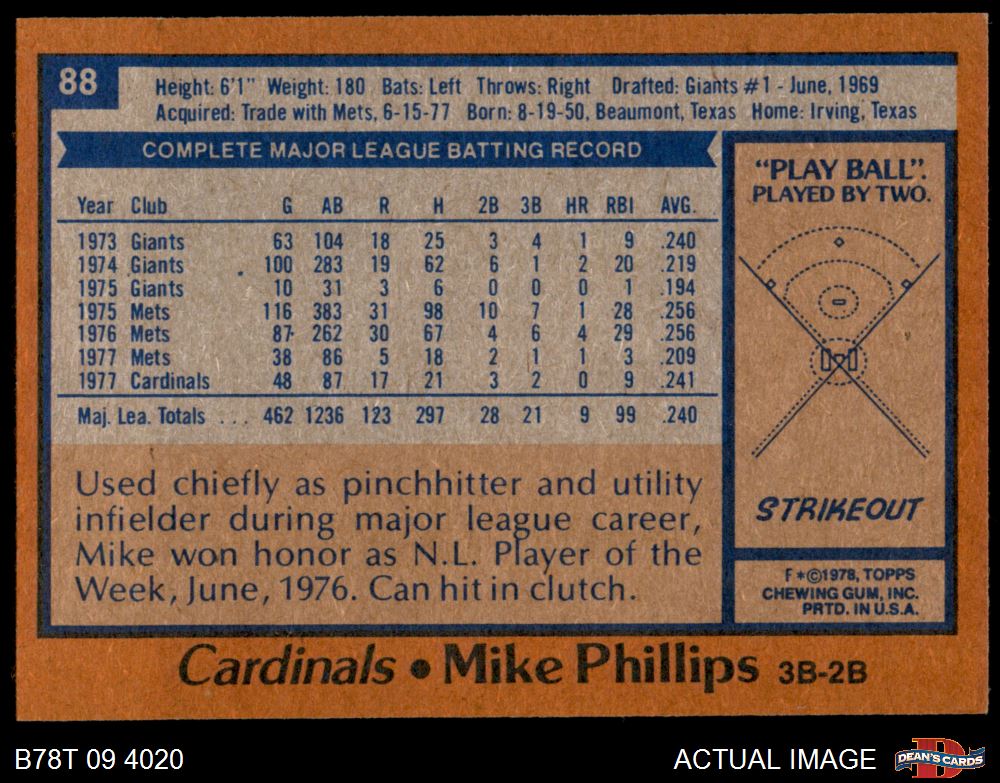 88
Height: 6'1" Weight: 180 Bats: Left Throws: Right Drafted: Giants #1 - June, 1969
Acquired: Trade with Mets, 6-15-77 Born: 8-19-50, Beaumont, Texas Home: Irving, Texas
COMPLETE MAJOR LEAGUE BATTING RECORD
Year Club G AB R H 2B 3B HR RBI AVG.
1973 Giants 63 104 18 25 3 4 1 9 .240
1974 Giants 100 283 19 62 6 1 2 20 .219
1975 Giants 10 31 3 6 0 0 0 1 .194
1975 Mets 116 383 31 98 10 7 1 28 .256
1976 Mets 87 262 30 67 4 6 4 29 .256
1977 Mets 38 86 5 18 2 1 1 3 .209
1977 Cardinals 48 87 17 21 3 2 0 9 .241
Maj. Lea. Totals ... 462 1236 123 297 28 21 9 99 .240
Used chiefly as pinchhitter and utility
infielder during major league career,
Mike won honor as N.L. Player of the
Week, June, 1976. Can hit in clutch.
"PLAY BALL".
PLAYED BY TWO.
STRIKEOUT
F*©1978, TOPPS
CHEWING GUM, INC.
PRTD. IN U.S.A.
Cardinals • Mike Phillips 3B-2B
B78T 09 4020
ACTUAL IMAGE
D
DEAN'S CARDS